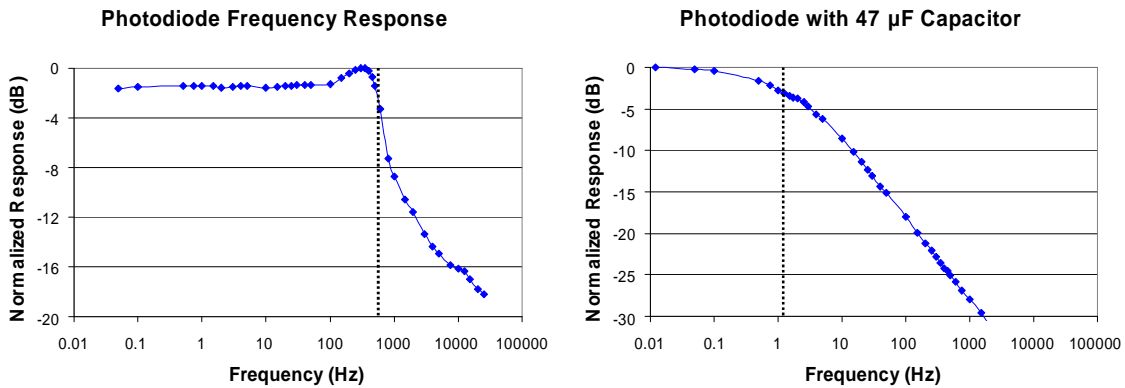 Photodiode Frequency Response
0
-4
-8
-12
-16
-20
Normalized Response (dB)
0.01 0.1 1 10 100 1000 10000 100000
Frequency (Hz)
Photodiode with 47 µF Capacitor
0
-5
-10
-15
-20
-25
-30
Normalized Response (dB)
0.01 0.1 1 10 100 1000 10000 100000
Frequency (Hz)